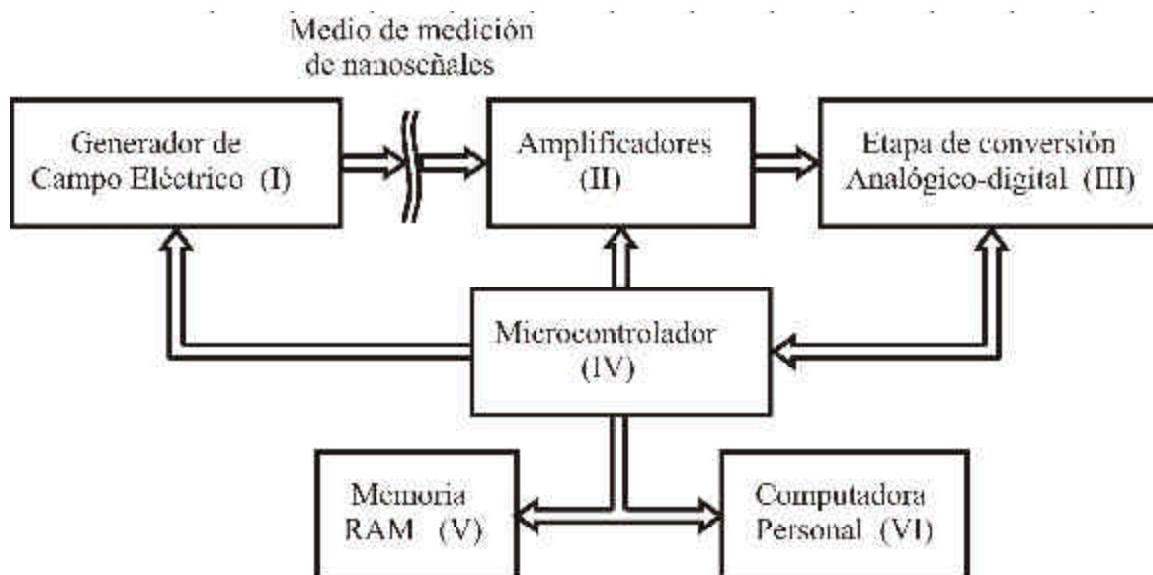 Medio de medición
de nanoseñales
Generador de
Campo Eléctrico (I)
Amplificadores
(II)
Etapa de conversión
Analógico-digital (III)
Microcontrolador
(IV)
Memoria
RAM (V)
Computadora
Personal (VI)